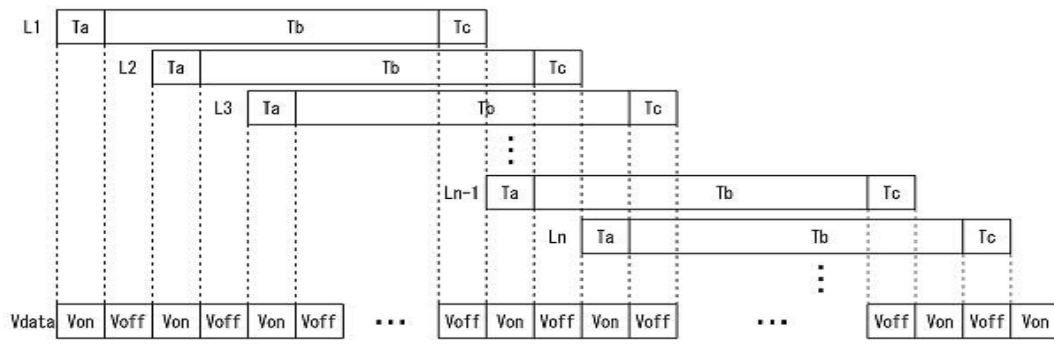 L1 Ta Tb Tc
L2 Ta Tb Tc
L3 Ta Tb Tc
Ln-1 Ta Tb Tc
Ln Ta Tb Tc
Vdata Von Voff Von Voff Von Voff ... Voff Von Voff Von Voff ... Voff Von Voff Von